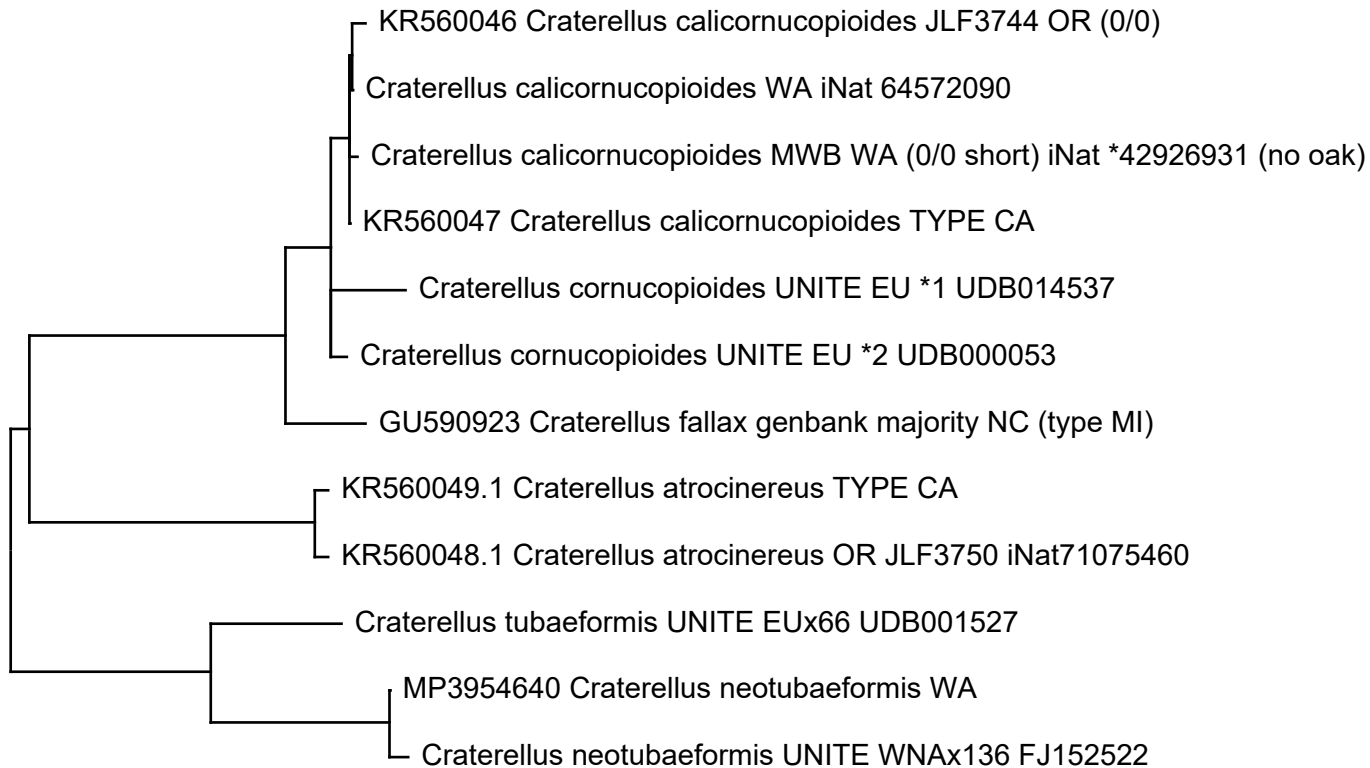 KR560046 Craterellus calicornucopioides JLF3744 OR (0/0)
Craterellus calicornucopioides WA iNat 64572090
Craterellus calicornucopioides MWB WA (0/0 short) iNat *42926931 (no oak)
KR560047 Craterellus calicornucopioides TYPE CA
Craterellus cornucopioides UNITE EU *1 UDB014537
Craterellus cornucopioides UNITE EU *2 UDB000053
GU590923 Craterellus fallax genbank majority NC (type MI)
KR560049.1 Craterellus atrocinereus TYPE CA
KR560048.1 Craterellus atrocinereus OR JLF3750 iNat71075460
Craterellus tubaeformis UNITE EUx66 UDB001527
MP3954640 Craterellus neotubaeformis WA
Craterellus neotubaeformis UNITE WNAx136 FJ152522